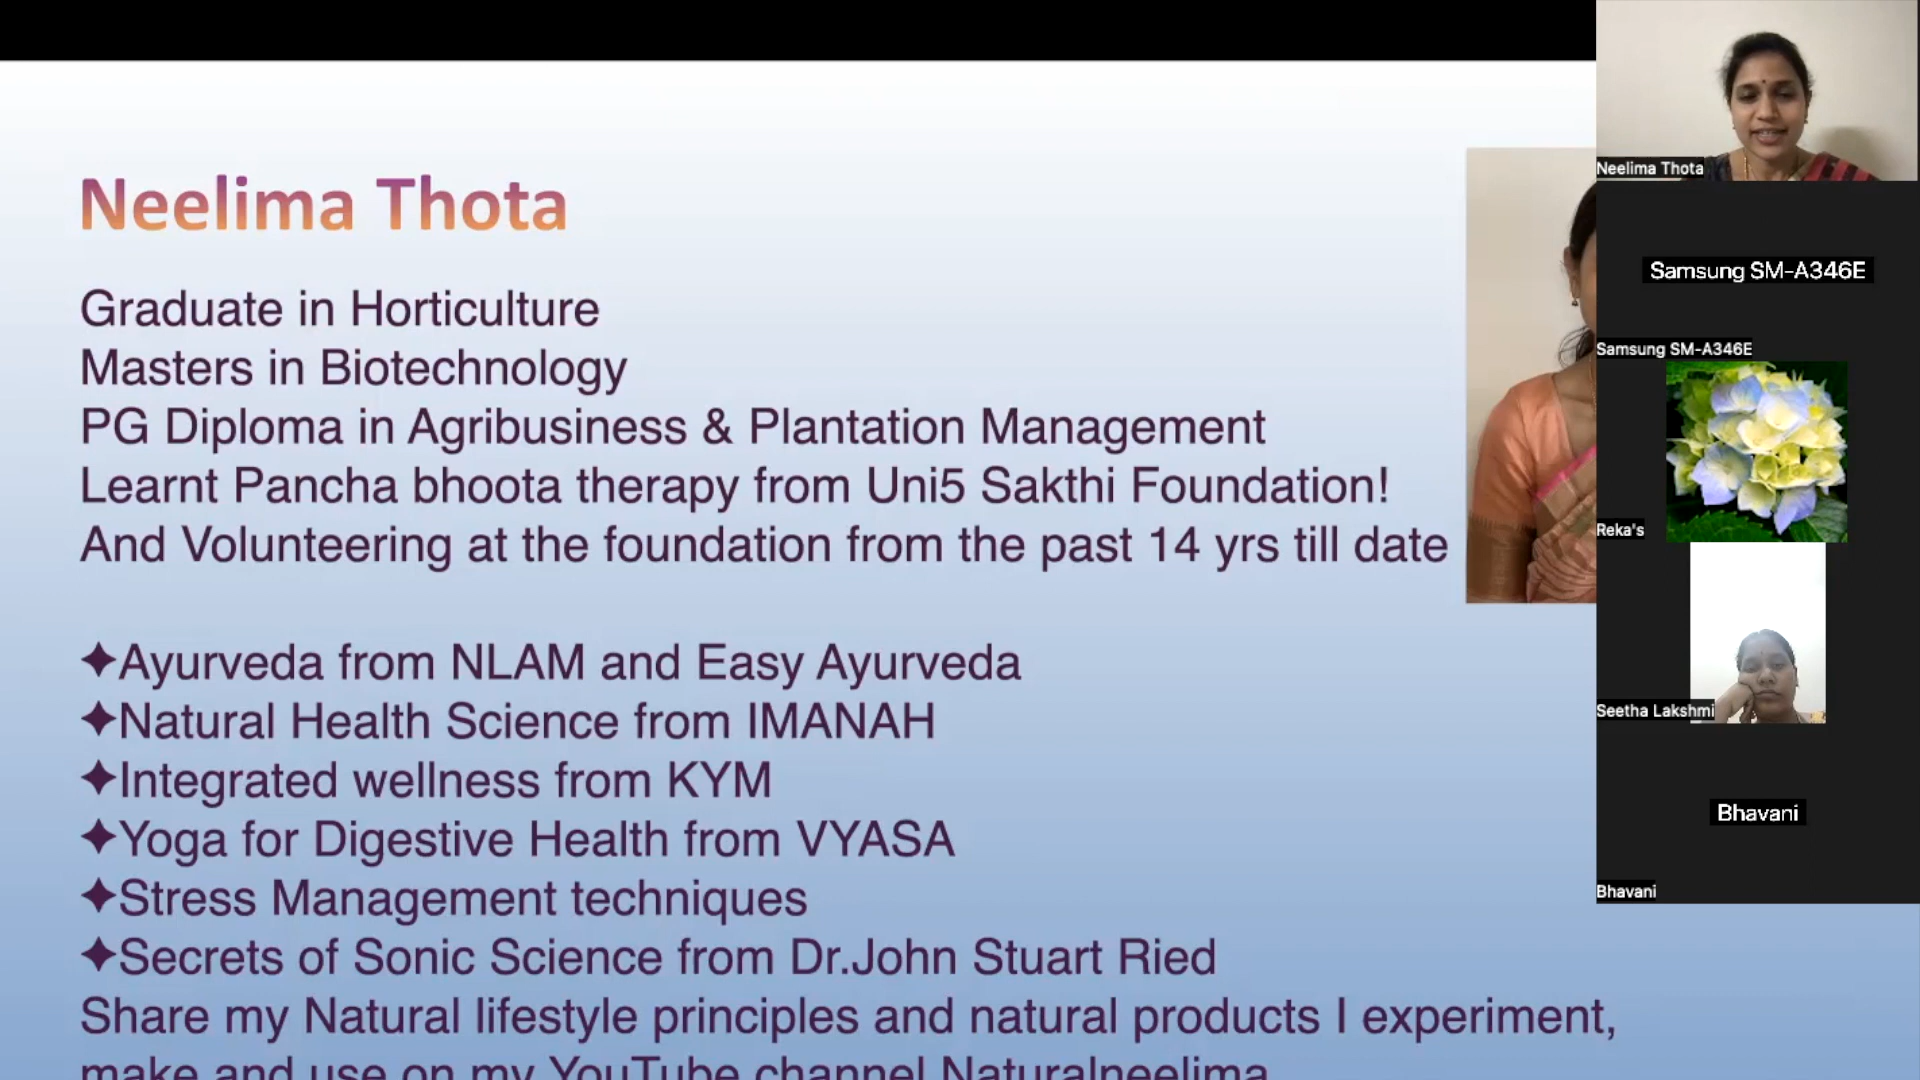 Neelima Thota
Graduate in Horticulture
Masters in Biotechnology
PG Diploma in Agribusiness & Plantation Management
Learnt Pancha bhoota therapy from Uni5 Sakthi Foundation!
And Volunteering at the foundation from the past 14 yrs till date
✦Ayurveda from NLAM and Easy Ayurveda
✦Natural Health Science from IMANAH
✦Integrated wellness from KYM
✦Yoga for Digestive Health from VYASA
✦Stress Management techniques
✦Secrets of Sonic Science from Dr.John Stuart Ried
Share my Natural lifestyle principles and natural products I experiment,
make and use on my YouTube channel Naturalneelima
Neelima Thota
Samsung SM-A346E
Samsung SM-A346E
Reka's
Seetha Lakshmi
Bhavani
Bhavani